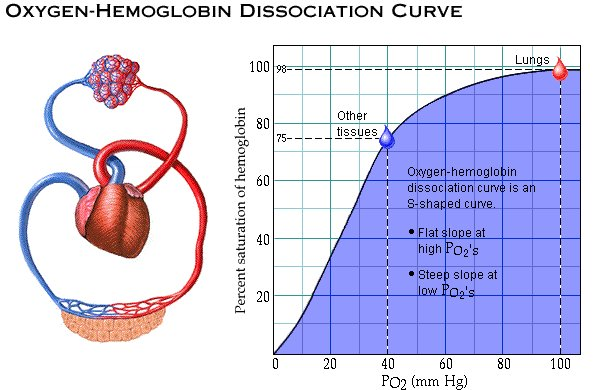 OXYGEN-HEMOGLOBIN DISSOCIATION CURVE
Percent saturation of hemoglobin
100
98
80
75
60
40
20
Lungs
Other
tissues
Oxygen-hemoglobin
dissociation curve is an
S-shaped curve.
• Flat slope at
high PO2's
• Steep slope at
low PO2's
0
20
40
60
80
100
PO2 (mm Hg)